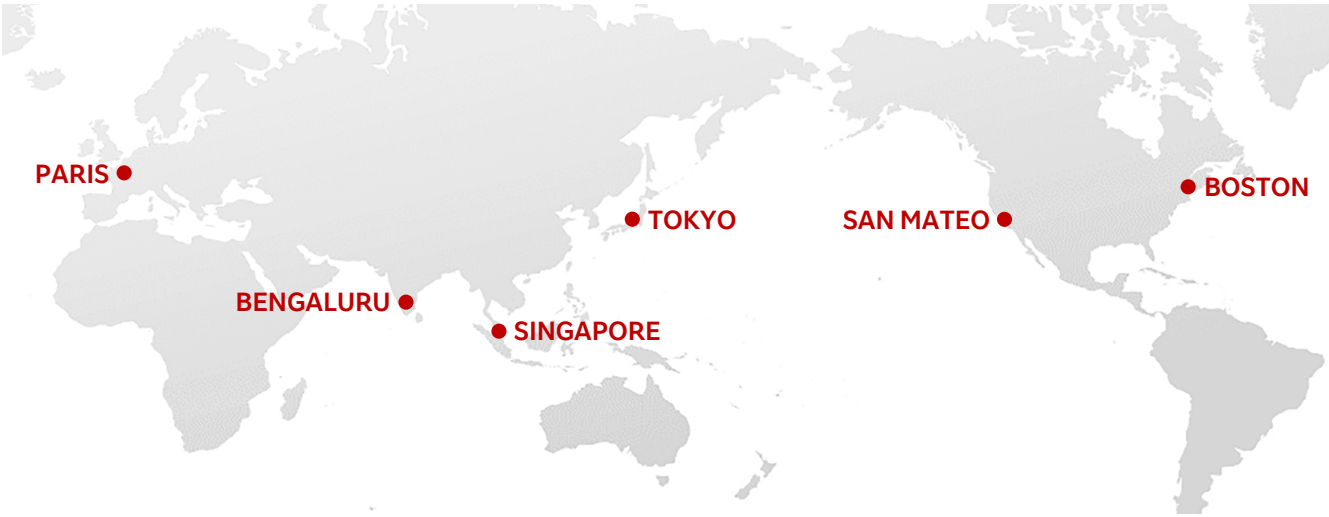 PARIS
BOSTON
TOKYO
SAN MATEO
BENGALURU
SINGAPORE